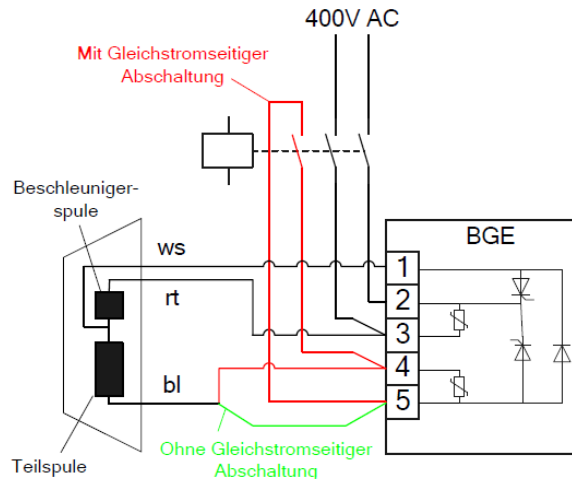 400V AC
Mit Gleichstromseitiger
Abschaltung
Beschleuniger-
spule
BGE
ws
1
rt
2
3
4
bl
5
Ohne Gleichstromseitiger
Abschaltung
Teilspule